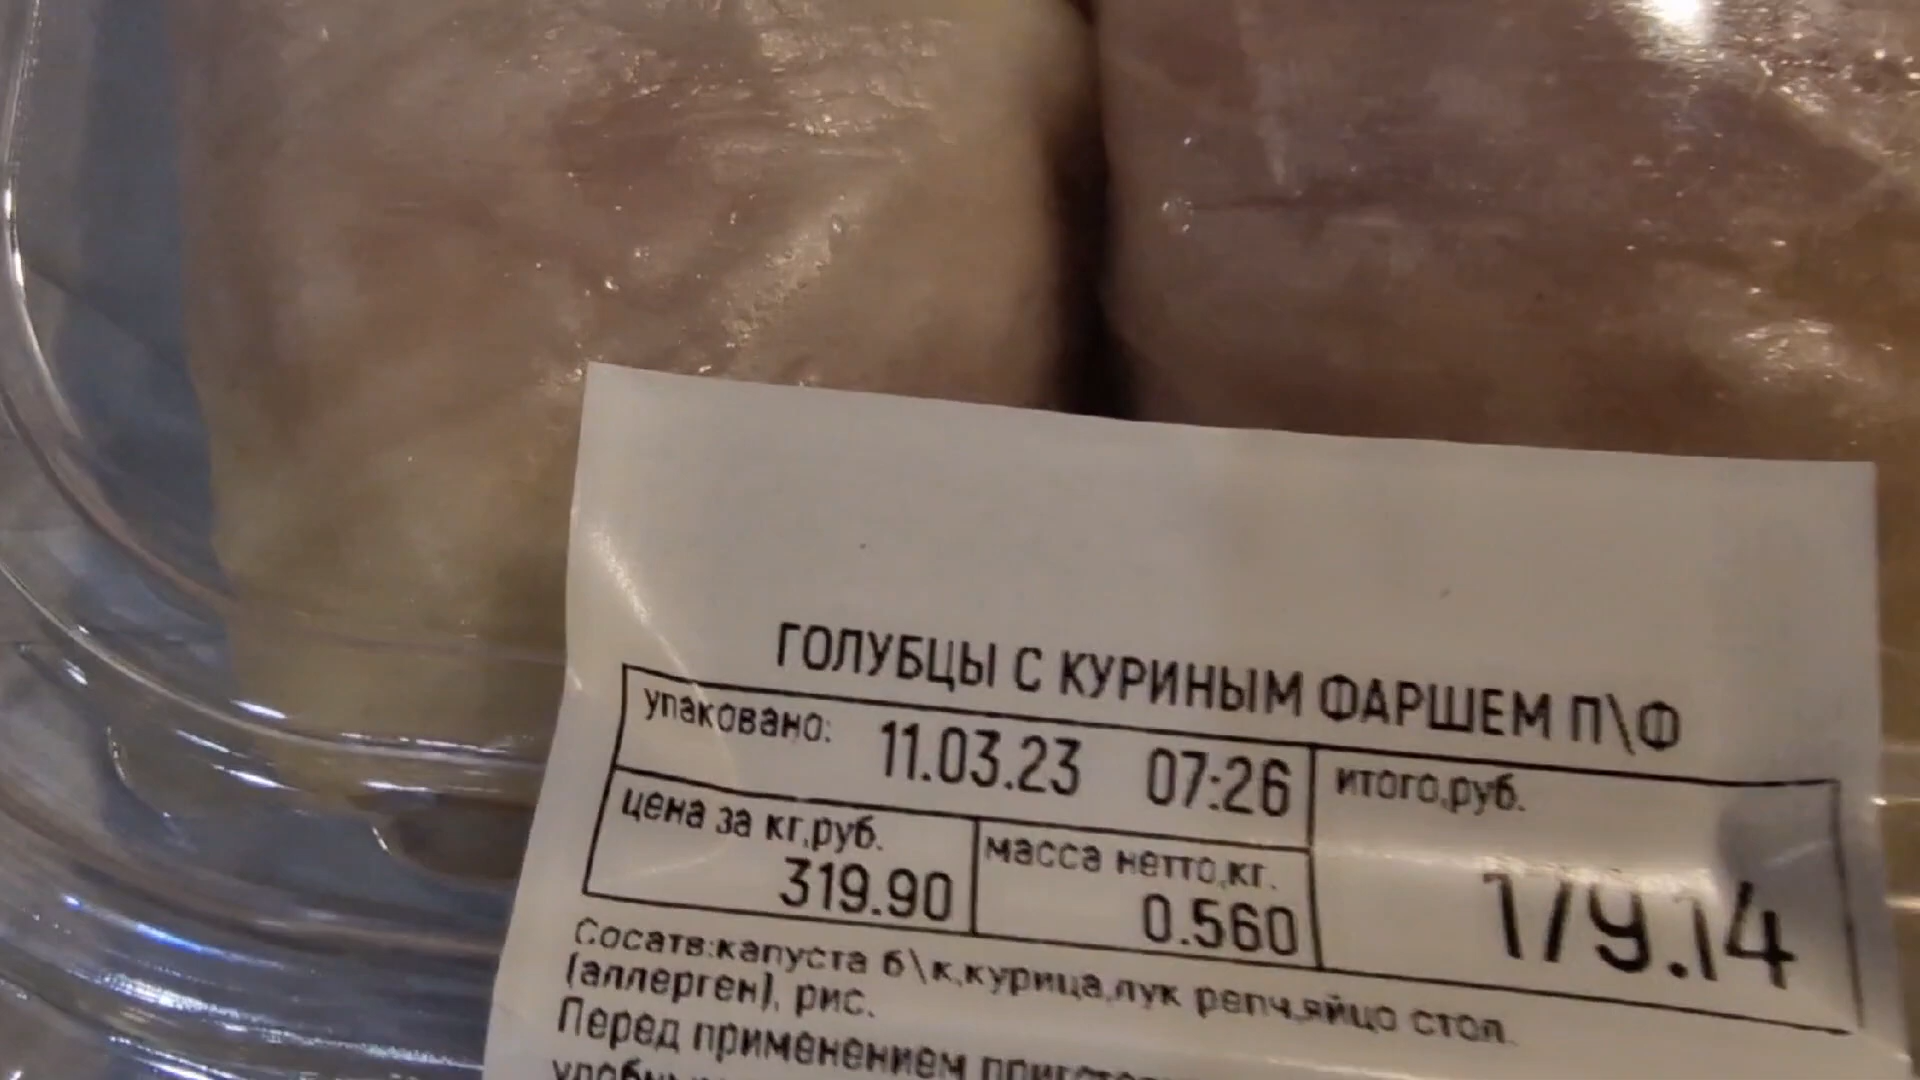 ГОЛУБЦЫ С КУРИНЫМ ФАРШЕМ П\Ф
упаковано: 11.03.23 07:26
итого,руб.
цена за кг,руб.
масса нетто,кг.
319.90
0.560
179.14
Сосатв:капуста б\к,курица,лук репч,яйцо стол.
(аллерген), рис.
Перед применением